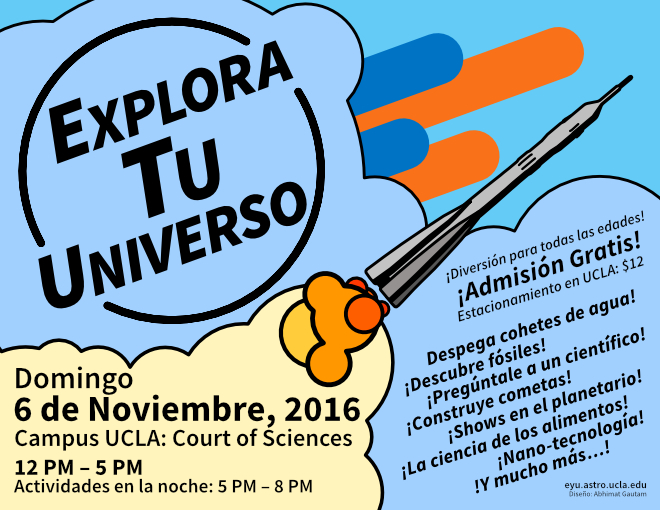 EXPLORA
TU
UNIVERSO
¡Diversión para todas las edades!
¡Admisión Gratis!
Estacionamiento en UCLA: $12
Despega cohetes de agua!
¡Descubre fósiles!
¡Pregúntale a un científico!
¡Construye cometas!
¡Shows en el planetario!
¡La ciencia de los alimentos!
¡Nano-tecnología!
!Y mucho más...!
Domingo
6 de Noviembre, 2016
Campus UCLA: Court of Sciences
12 PM – 5 PM
Actividades en la noche: 5 PM – 8 PM
eyu.astro.ucla.edu
Diseño: Abhimat Gautam